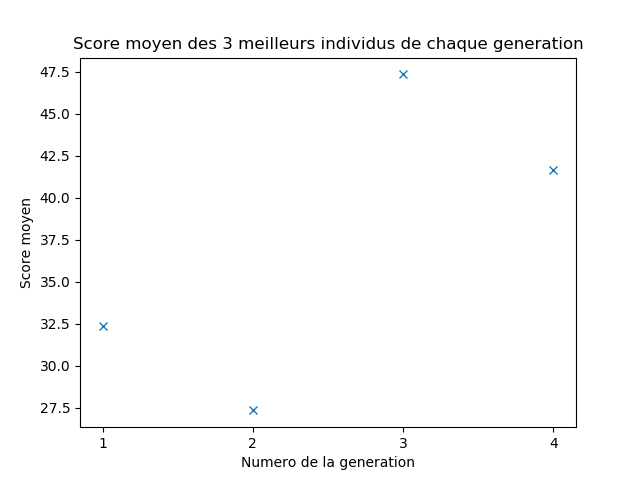 Score moyen des 3 meilleurs individus de chaque generation
47.5
45.0
42.5
40.0
37.5
35.0
32.5
30.0
27.5
Score moyen
1 2 3 4
Numero de la generation